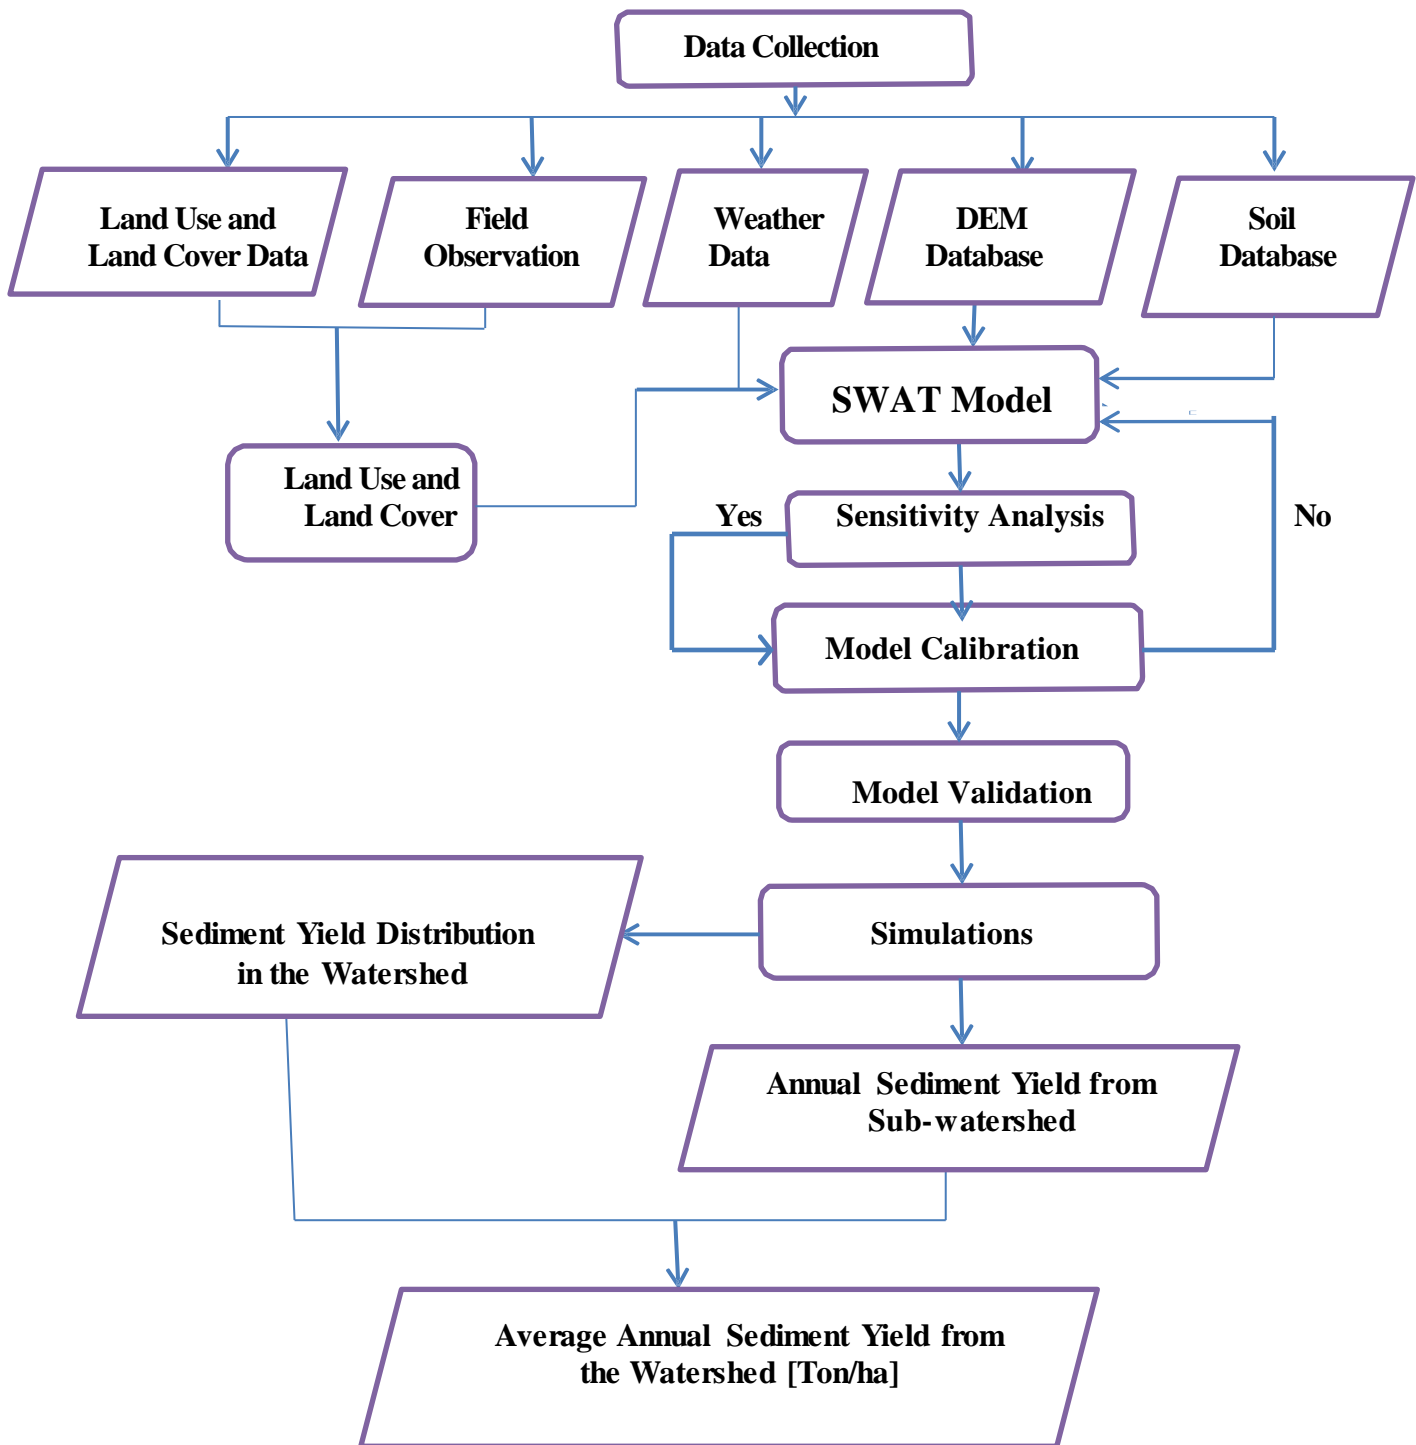 Data Collection
Land Use and
Land Cover Data
Field
Observation
Weather
Data
DEM
Database
Soil
Database
SWAT Model
Land Use and
Land Cover
Yes
Sensitivity Analysis
No
Model Calibration
Model Validation
Sediment Yield Distribution
in the Watershed
Simulations
Annual Sediment Yield from
Sub-watershed
Average Annual Sediment Yield from
the Watershed [Ton/ha]